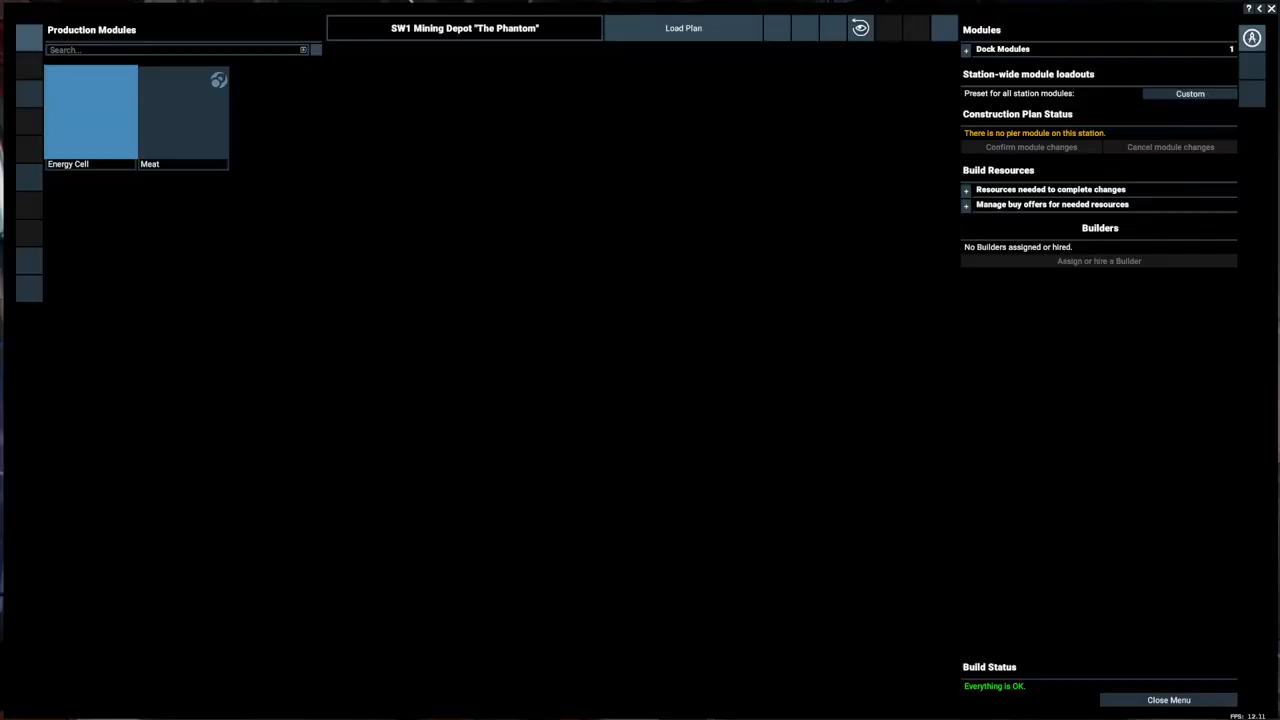 Production Modules
Search...
Energy Cell
Meat
SW1 Mining Depot "The Phantom"
Load Plan
?
Modules
+ Dock Modules 1
Station-wide module loadouts
Preset for all station modules: Custom
Construction Plan Status
There is no pier module on this station.
Confirm module changes Cancel module changes
Build Resources
+ Resources needed to complete changes
+ Manage buy offers for needed resources
Builders
No Builders assigned or hired.
Assign or hire a Builder
Build Status
Everything is OK.
Close Menu
FPS: 12.11